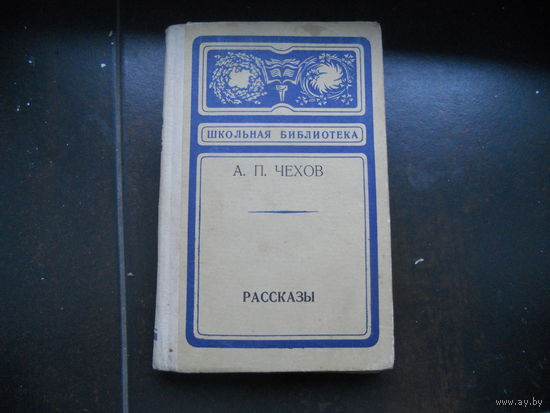 ШКОЛЬНАЯ БИБЛИОТЕКА
А. П. ЧЕХОВ
РАССКАЗЫ
www.ay.by